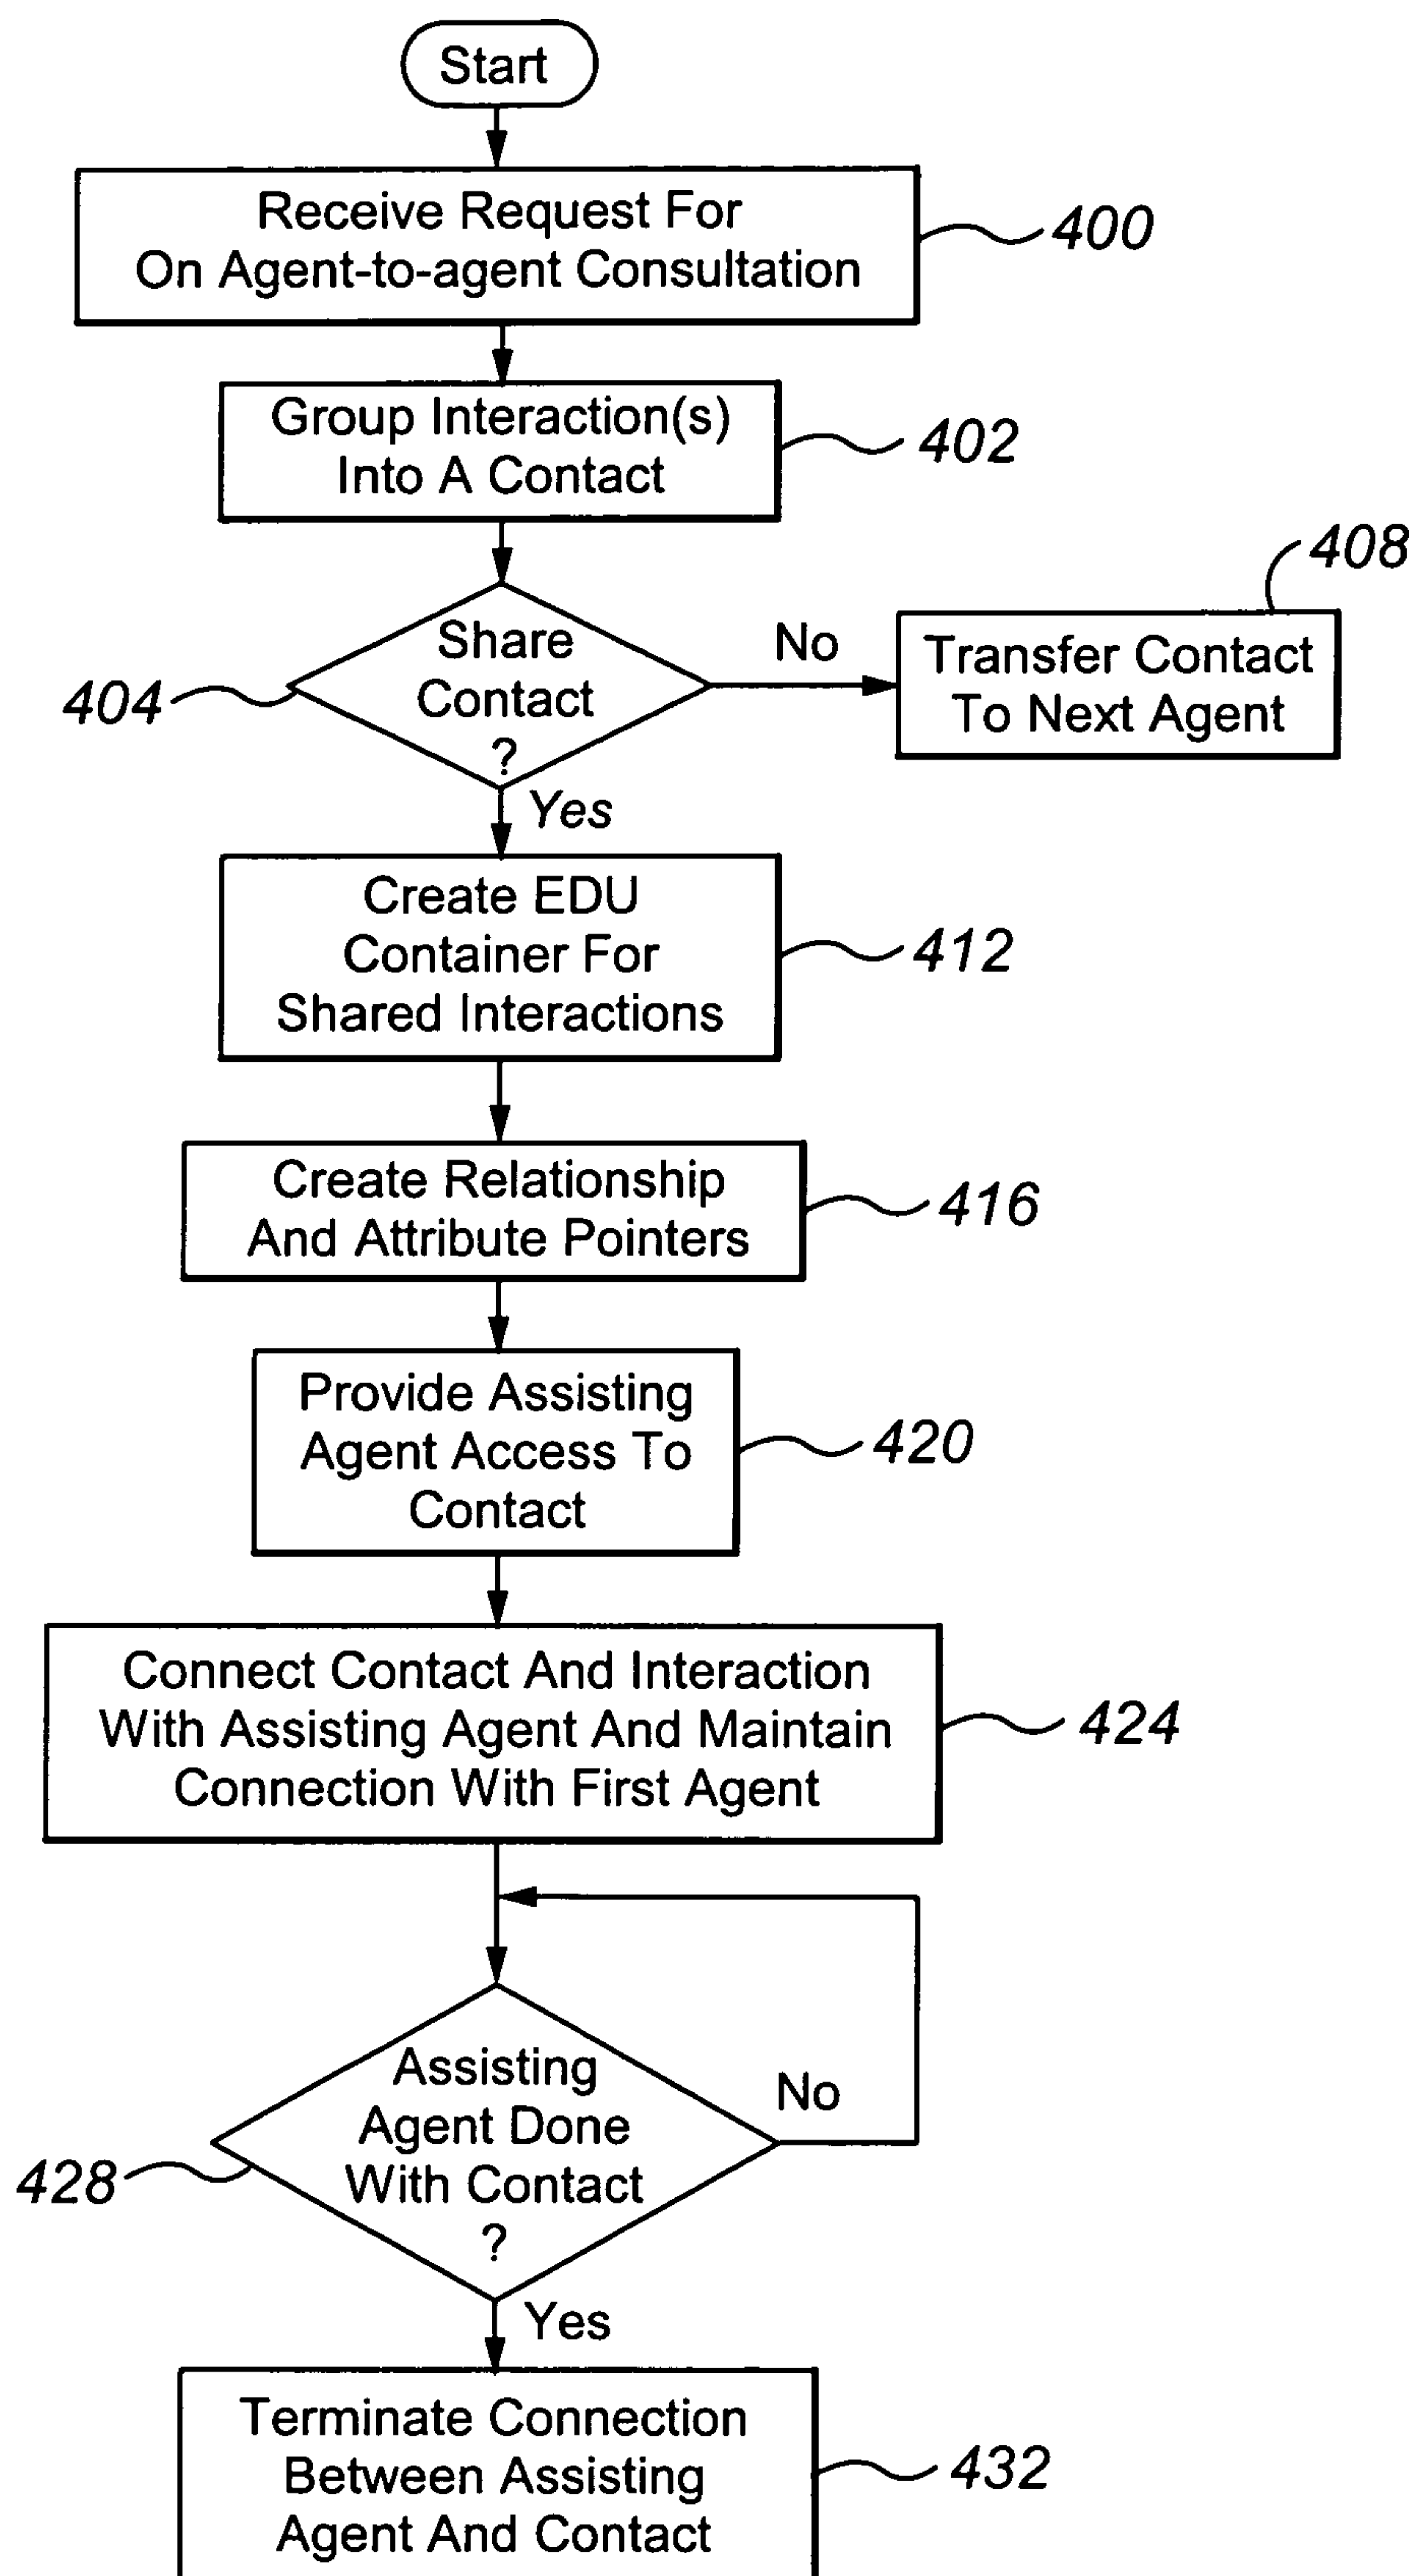 Start
Receive Request For
On Agent-to-agent Consultation
400
Group Interaction(s)
Into A Contact
402
Share
Contact
?
404
No
408
Transfer Contact
To Next Agent
Yes
Create EDU
Container For
Shared Interactions
412
Create Relationship
And Attribute Pointers
416
Provide Assisting
Agent Access To
Contact
420
Connect Contact And Interaction
With Assisting Agent And Maintain
Connection With First Agent
424
Assisting
Agent Done
With Contact
?
No
428
Yes
Terminate Connection
Between Assisting
Agent And Contact
432